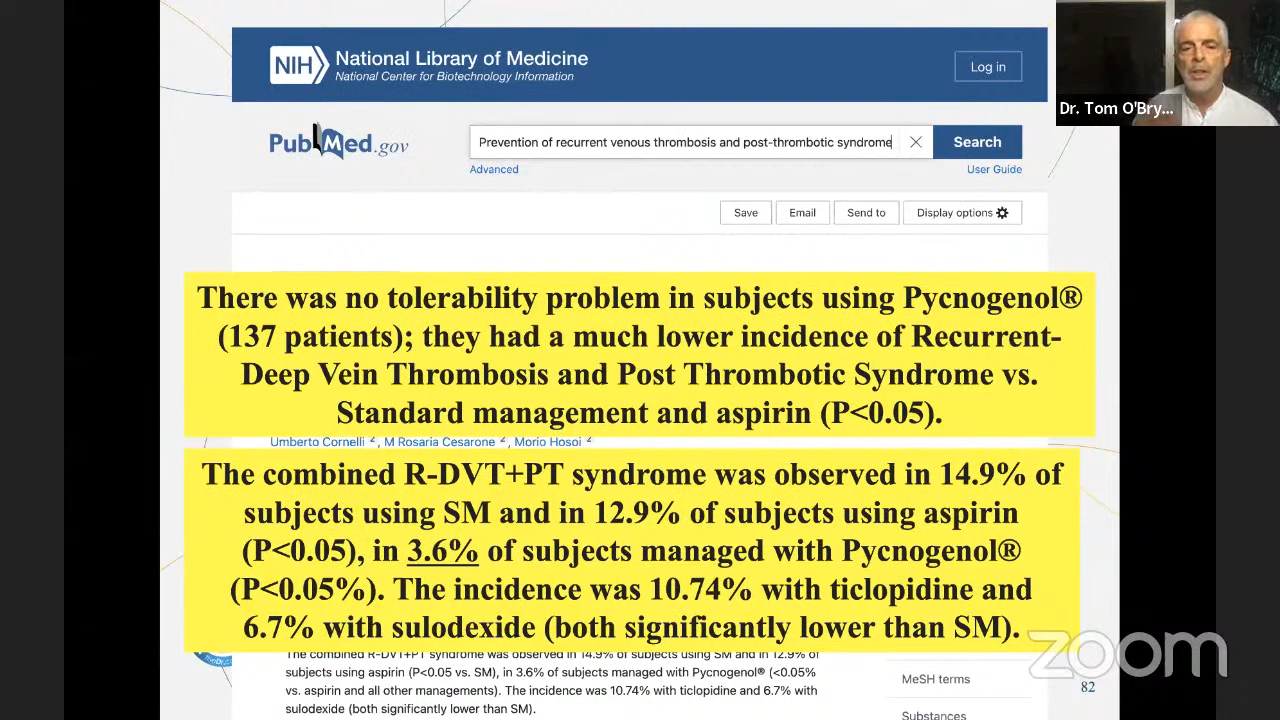 NIH
National Library of Medicine
National Center for Biotechnology Information
Log in
Dr. Tom O'Bry...
PubMed.gov
Prevention of recurrent venous thrombosis and post-thrombotic syndrome
Search
Advanced
User Guide
Save
Email
Send to
Display options
There was no tolerability problem in subjects using Pycnogenol®
(137 patients); they had a much lower incidence of Recurrent-
Deep Vein Thrombosis and Post Thrombotic Syndrome vs.
Standard management and aspirin (P<0.05).
Umberto Cornelli 2, M Rosaria Cesarone 2, Morio Hosoi 2
The combined R-DVT+PT syndrome was observed in 14.9% of
subjects using SM and in 12.9% of subjects using aspirin
(P<0.05), in 3.6% of subjects managed with Pycnogenol®
(P<0.05%). The incidence was 10.74% with ticlopidine and
6.7% with sulodexide (both significantly lower than SM).
The combined R-DVT+PT syndrome was observed in 14.9% of subjects using SM and in 12.9% of
subjects using aspirin (P<0.05 vs. SM), in 3.6% of subjects managed with Pycnogenol® (<0.05%
vs. aspirin and all other managements). The incidence was 10.74% with ticlopidine and 6.7% with
sulodexide (both significantly lower than SM).
MeSH terms
Substances
zoom
82